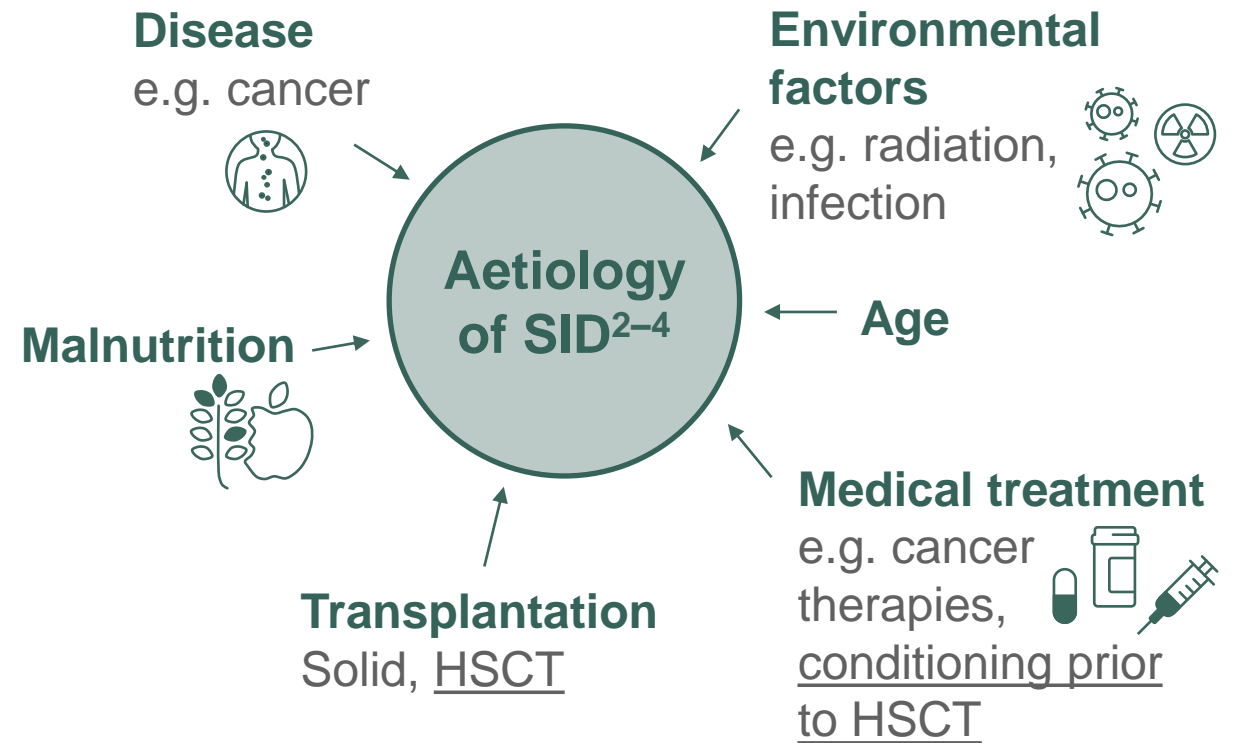 Disease
e.g. cancer
Environmental
factors
e.g. radiation,
infection
Aetiology
of SID²⁻⁴
Age
Malnutrition
Medical treatment
e.g. cancer
therapies,
conditioning prior
to HSCT
Transplantation
Solid, HSCT